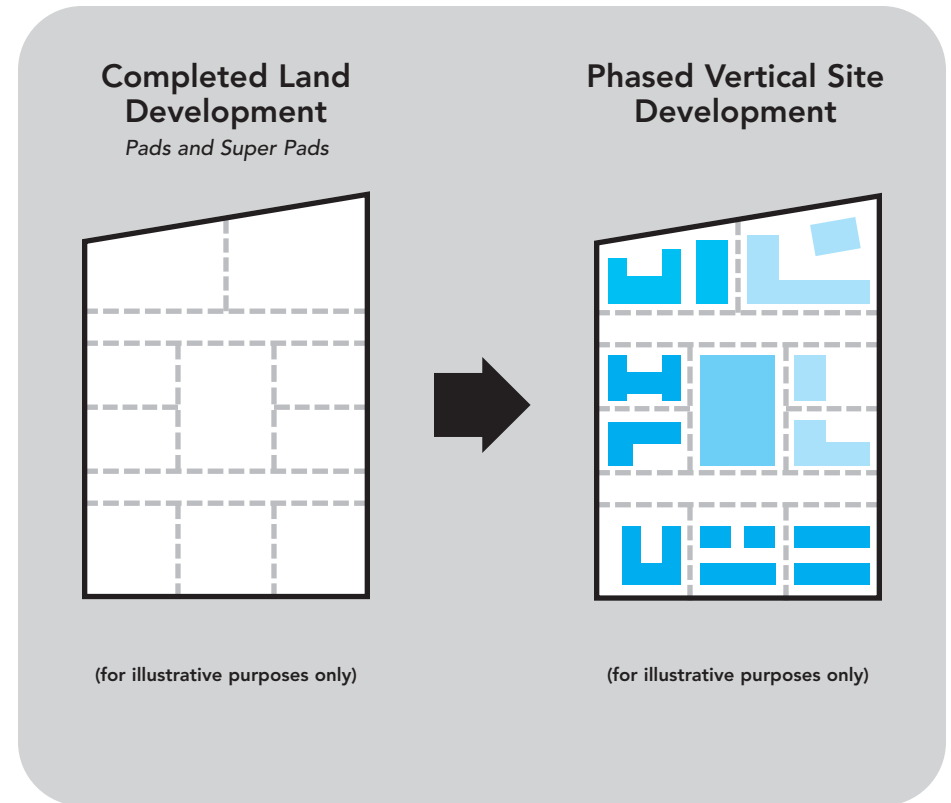 Completed Land
Development
Pads and Super Pads
(for illustrative purposes only)
Phased Vertical Site
Development
(for illustrative purposes only)